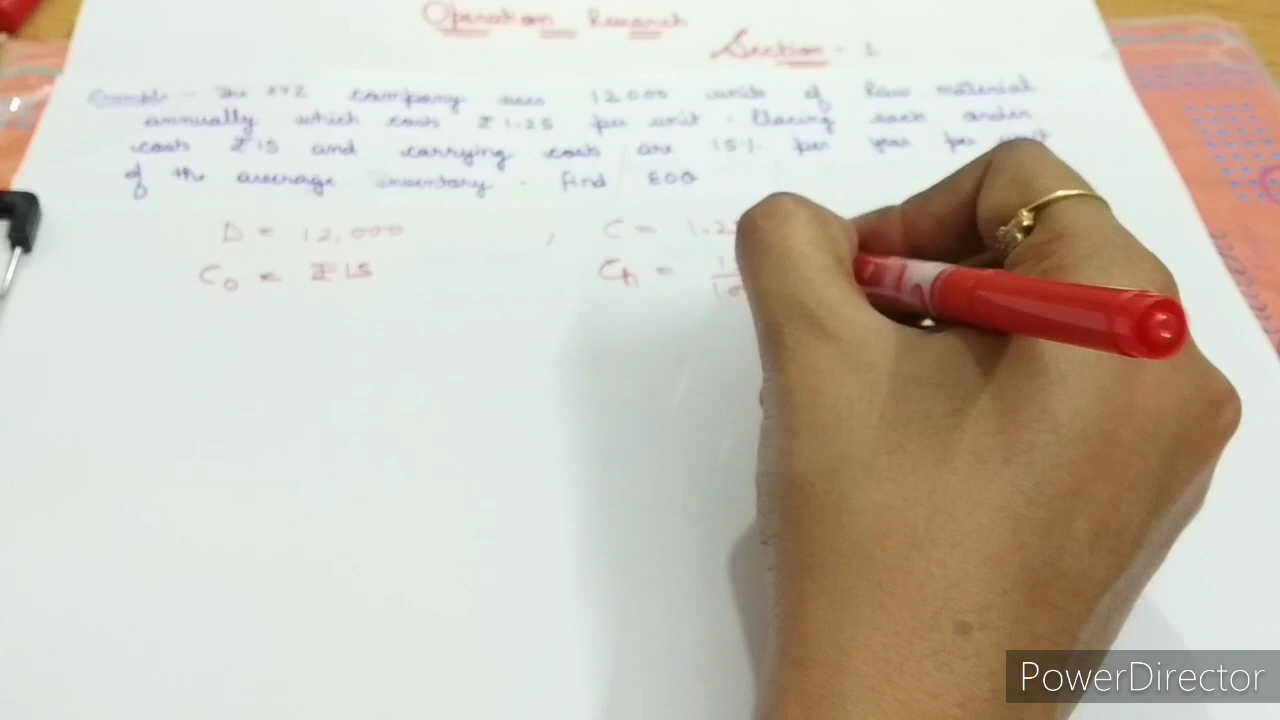 Operation Research
Section - 1
Example - The XYZ company uses 12000 units of Raw material
annually which costs ₹1.25 per unit. Placing each order
costs ₹15 and carrying costs are 15% per year per unit
of the average inventory. Find EOQ
D = 12,000 , C = 1.2
C₀ = ₹15 Cₕ =
PowerDirector